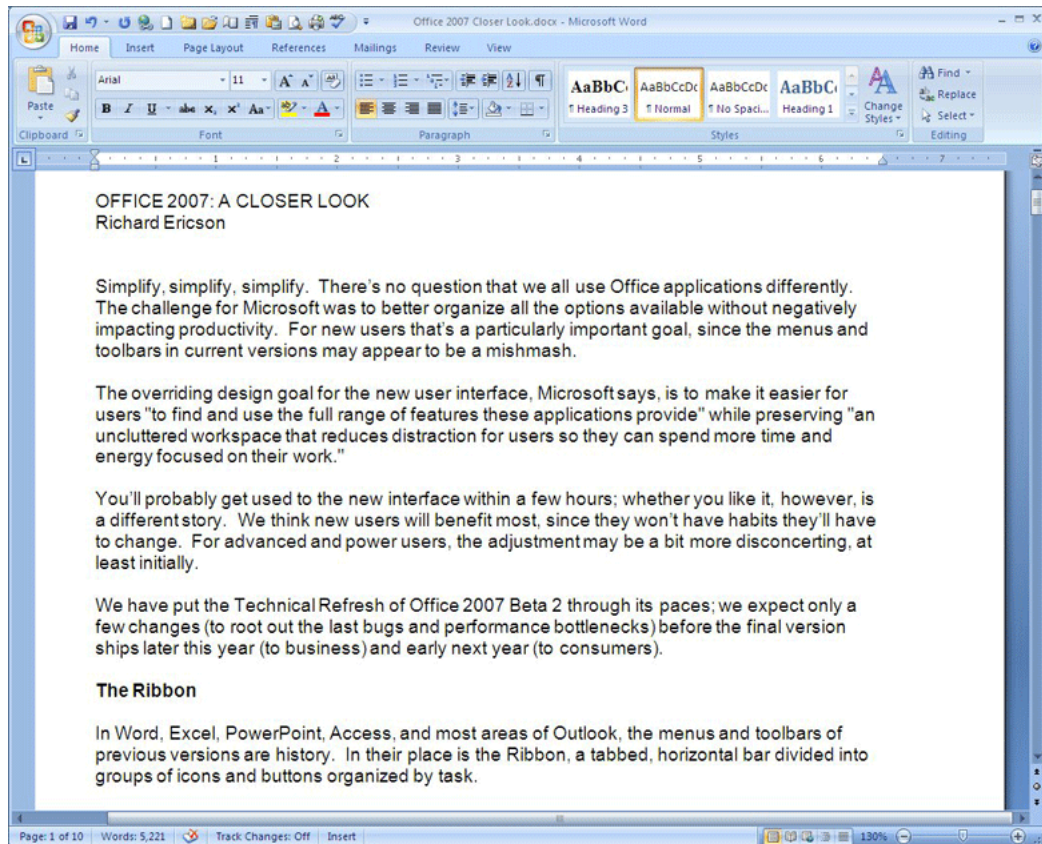 Office 2007 Closer Look.docx - Microsoft Word
Home Insert Page Layout References Mailings Review View
Paste
Arial 11
B I U abc x₂ x² Aa A
AaBbC AaBbCcDc AaBbCcDc AaBbC
Heading 3 ¶ Normal ¶ No Spaci... Heading 1
Change Styles
Find
Replace
Select
Clipboard Font Paragraph Styles Editing
1 2 3 4 5 6 7
OFFICE 2007: A CLOSER LOOK
Richard Ericson
Simplify, simplify, simplify.  There's no question that we all use Office applications differently.
The challenge for Microsoft was to better organize all the options available without negatively
impacting productivity.  For new users that's a particularly important goal, since the menus and
toolbars in current versions may appear to be a mishmash.
The overriding design goal for the new user interface, Microsoft says, is to make it easier for
users "to find and use the full range of features these applications provide" while preserving "an
uncluttered workspace that reduces distraction for users so they can spend more time and
energy focused on their work."
You'll probably get used to the new interface within a few hours; whether you like it, however, is
a different story.  We think new users will benefit most, since they won't have habits they'll have
to change.  For advanced and power users, the adjustment may be a bit more disconcerting, at
least initially.
We have put the Technical Refresh of Office 2007 Beta 2 through its paces; we expect only a
few changes (to root out the last bugs and performance bottlenecks) before the final version
ships later this year (to business) and early next year (to consumers).
The Ribbon
In Word, Excel, PowerPoint, Access, and most areas of Outlook, the menus and toolbars of
previous versions are history.  In their place is the Ribbon, a tabbed, horizontal bar divided into
groups of icons and buttons organized by task.
Page: 1 of 10 Words: 5,221 Track Changes: Off Insert 130%